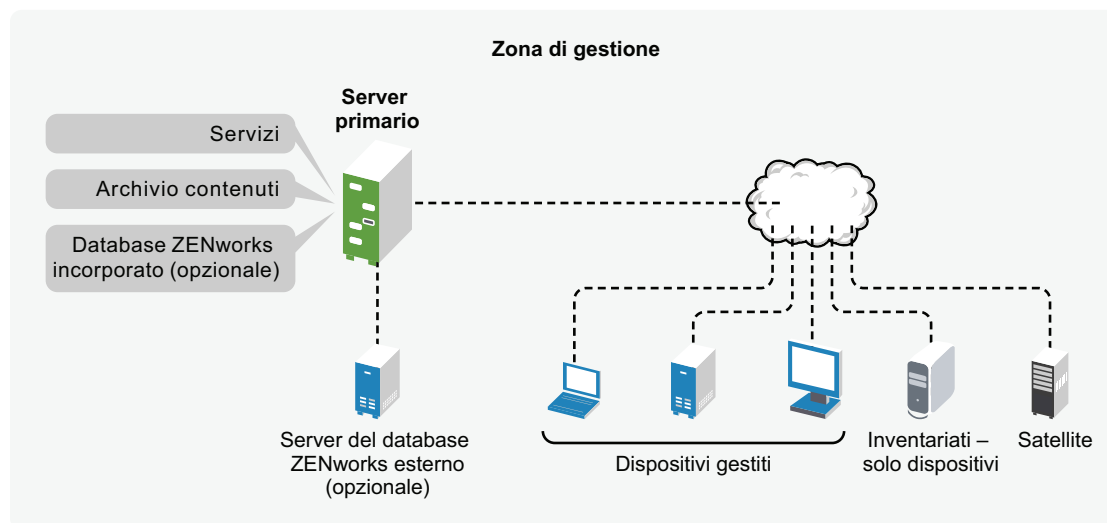 Zona di gestione
Server
primario
Servizi
Archivio contenuti
Database ZENworks
incorporato (opzionale)
Server del database
ZENworks esterno
(opzionale)
Dispositivi gestiti
Inventariati –
solo dispositivi
Satellite